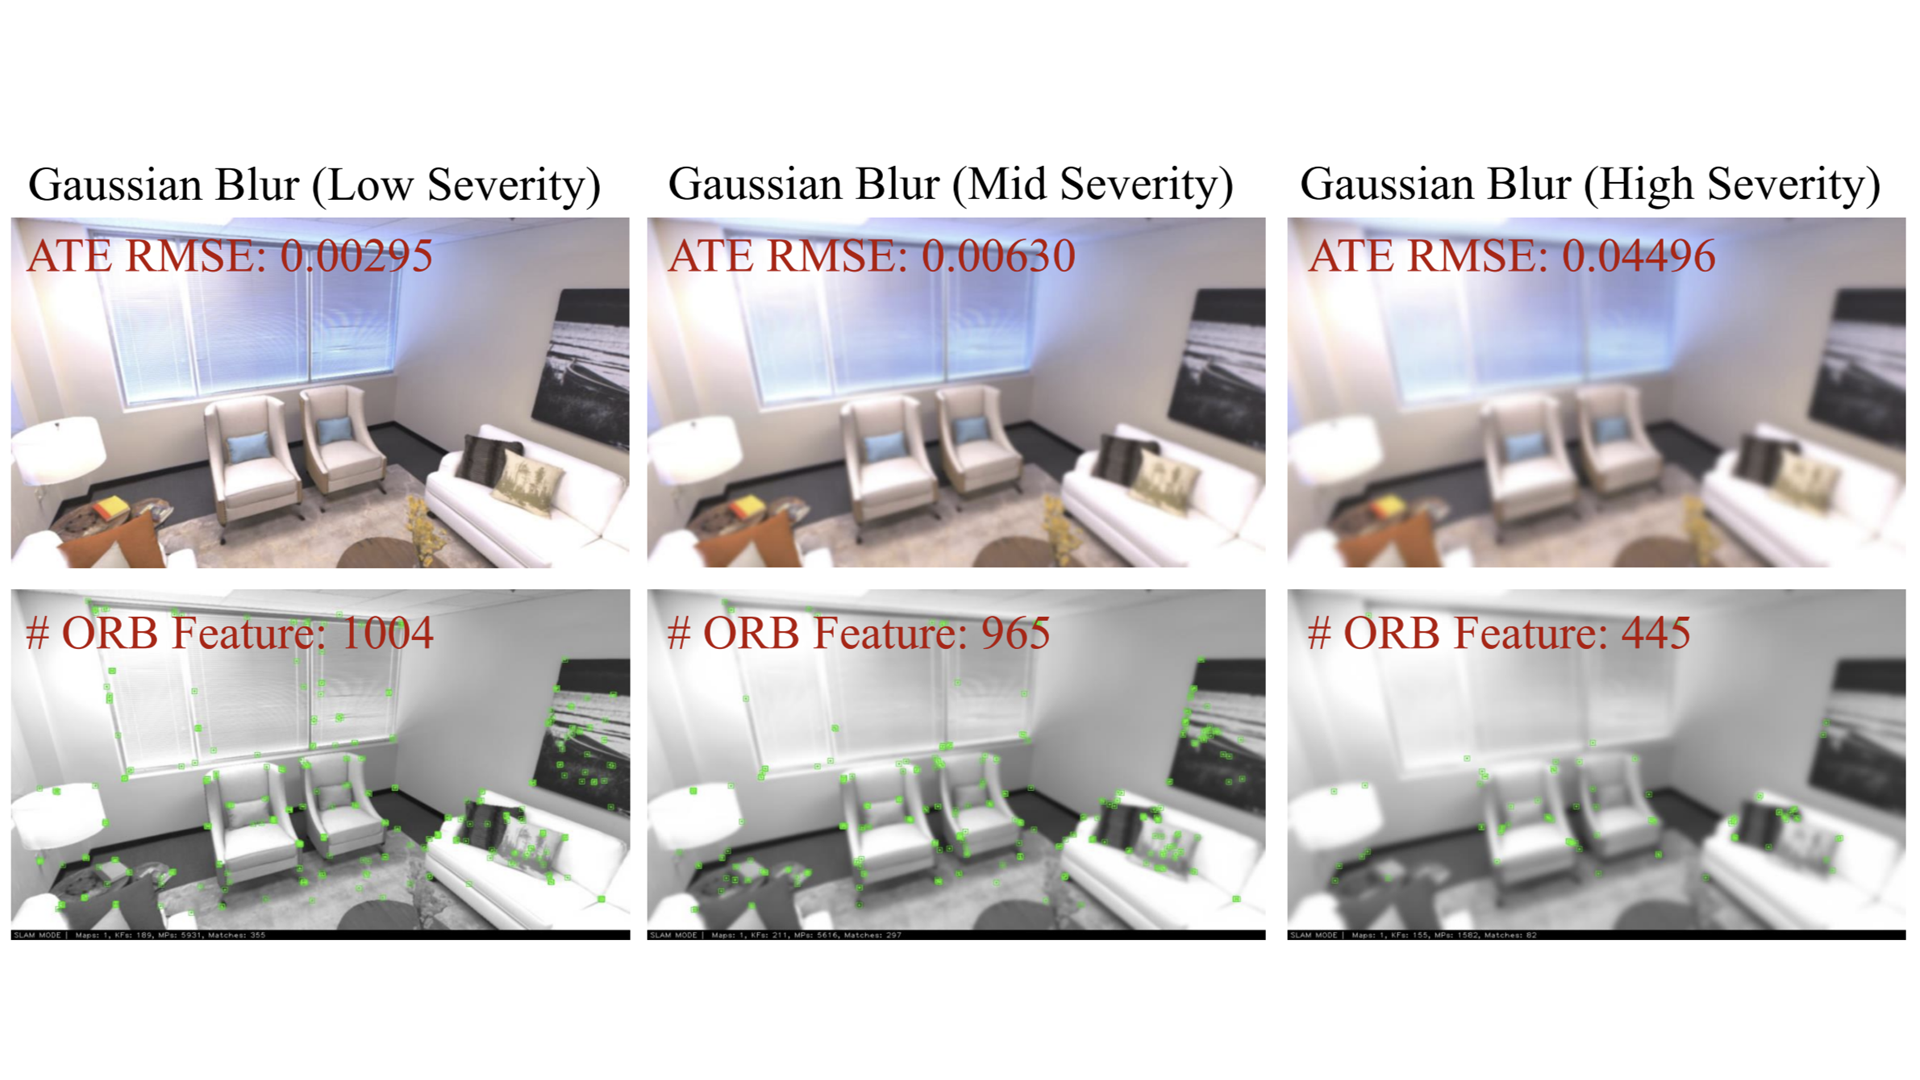 Gaussian Blur (Low Severity)
Gaussian Blur (Mid Severity)
Gaussian Blur (High Severity)
ATE RMSE: 0.00295
ATE RMSE: 0.00630
ATE RMSE: 0.04496
# ORB Feature: 1004
# ORB Feature: 965
# ORB Feature: 445
SLAM MODE | Maps: 1, KFs: 189, MPs: 5931, Matches: 355
SLAM MODE | Maps: 1, KFs: 211, MPs: 5616, Matches: 297
SLAM MODE | Maps: 1, KFs: 155, MPs: 1582, Matches: 82